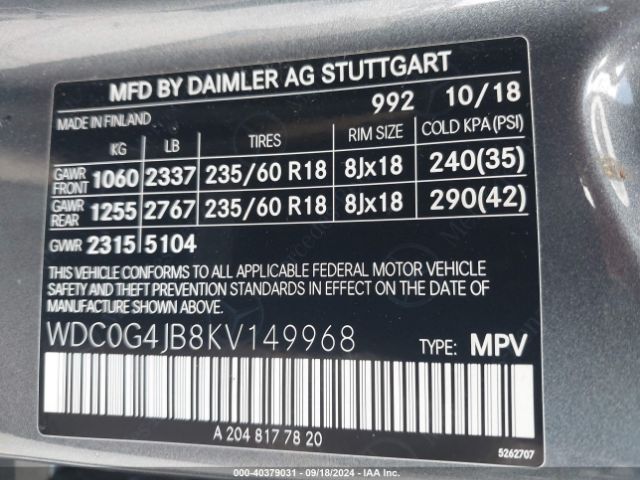 MFD BY DAIMLER AG STUTTGART
992 10/18
MADE IN FINLAND
KG LB TIRES RIM SIZE COLD KPA(PSI)
GAWR FRONT 1060 2337 235/60 R18 8Jx18 240(35)
GAWR REAR 1255 2767 235/60 R18 8Jx18 290(42)
GVWR 2315 5104
THIS VEHICLE CONFORMS TO ALL APPLICABLE FEDERAL MOTOR VEHICLE
SAFETY AND THEFT PREVENTION STANDARDS IN EFFECT ON THE DATE OF
MANUFACTURE SHOWN ABOVE.
WDC0G4JB8KV149968 TYPE: MPV
A 204 817 78 20
5262707
000-40379031 - 09/18/2024 - IAA Inc.